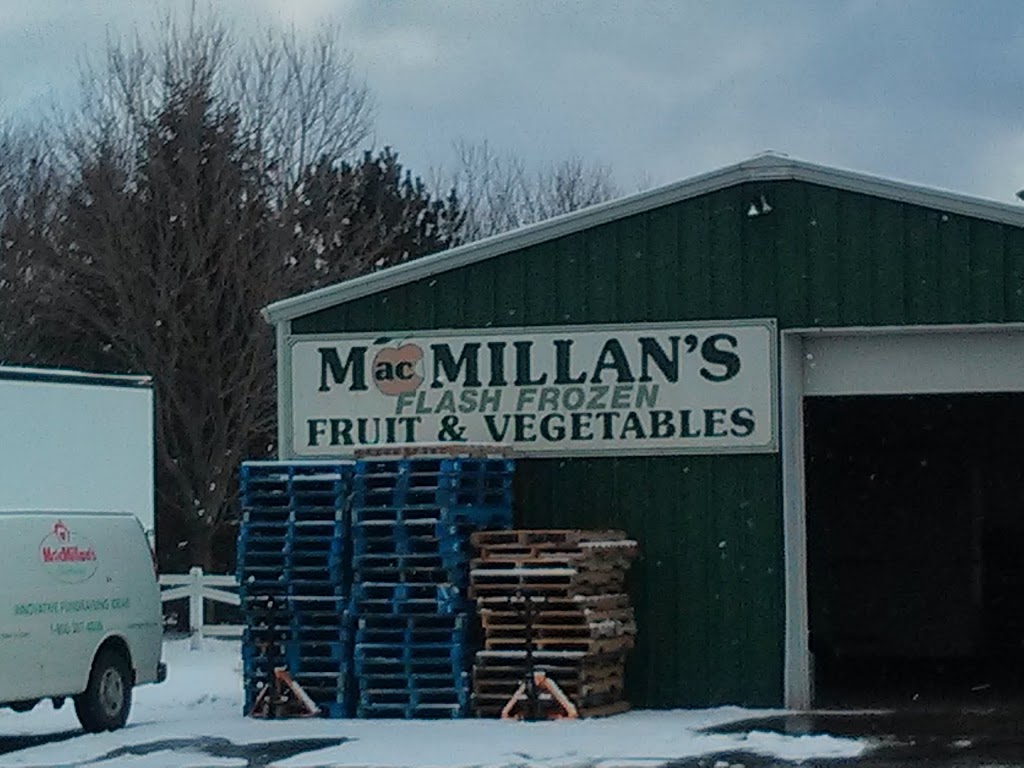 MacMILLAN'S
FLASH FROZEN
FRUIT & VEGETABLES
MacMillan's
INNOVATIVE FUNDRAISING IDEAS